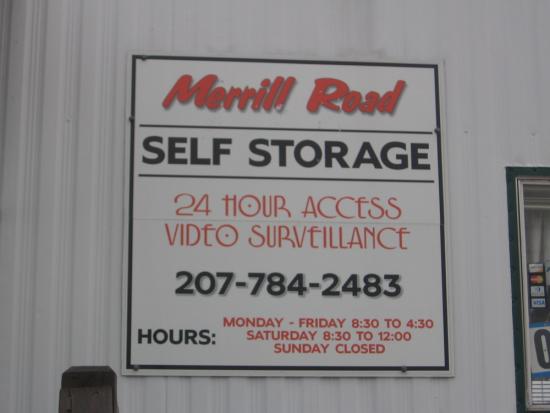 Merrill Road
SELF STORAGE
24 HOUR ACCESS
VIDEO SURVEILLANCE
207-784-2483
HOURS: MONDAY - FRIDAY 8:30 TO 4:30
SATURDAY 8:30 TO 12:00
SUNDAY CLOSED
VISA